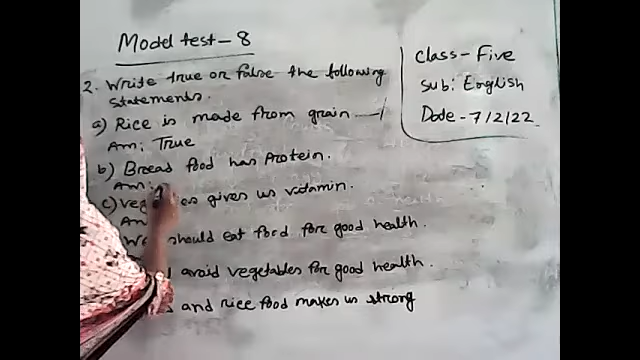 Model test-8
Class-Five
Sub: English
Date-7/2/22
2. Write true or false the following
statements.
a) Rice is made from grain
Ans: True
b) Bread food has Protein.
Ans:
c) gives us vitamin.
should eat food for good health
avoid vegetables for good health.
and rice food makes us strong